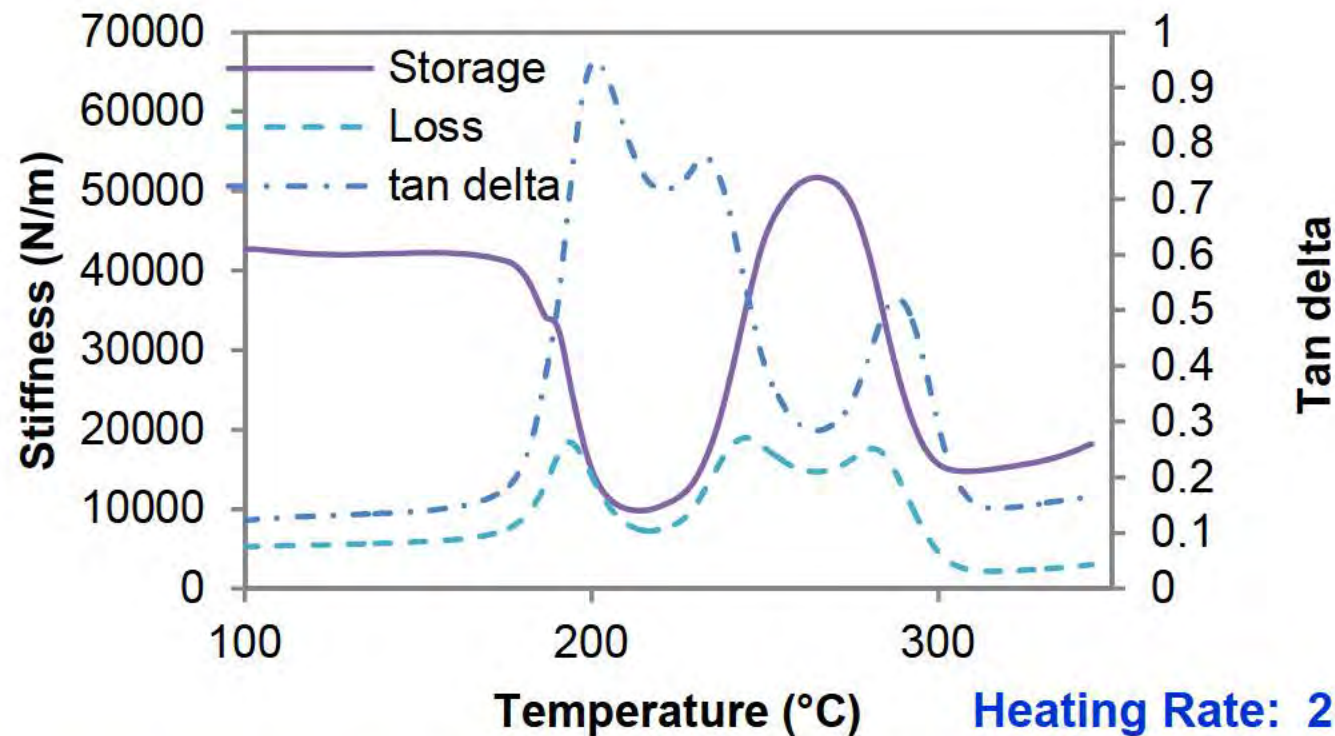 70000
60000
50000
40000
30000
20000
10000
0
Stiffness (N/m)
Storage
Loss
tan delta
1
0.9
0.8
0.7
0.6
0.5
0.4
0.3
0.2
0.1
0
Tan delta
100 200 300
Temperature (°C)
Heating Rate: 2